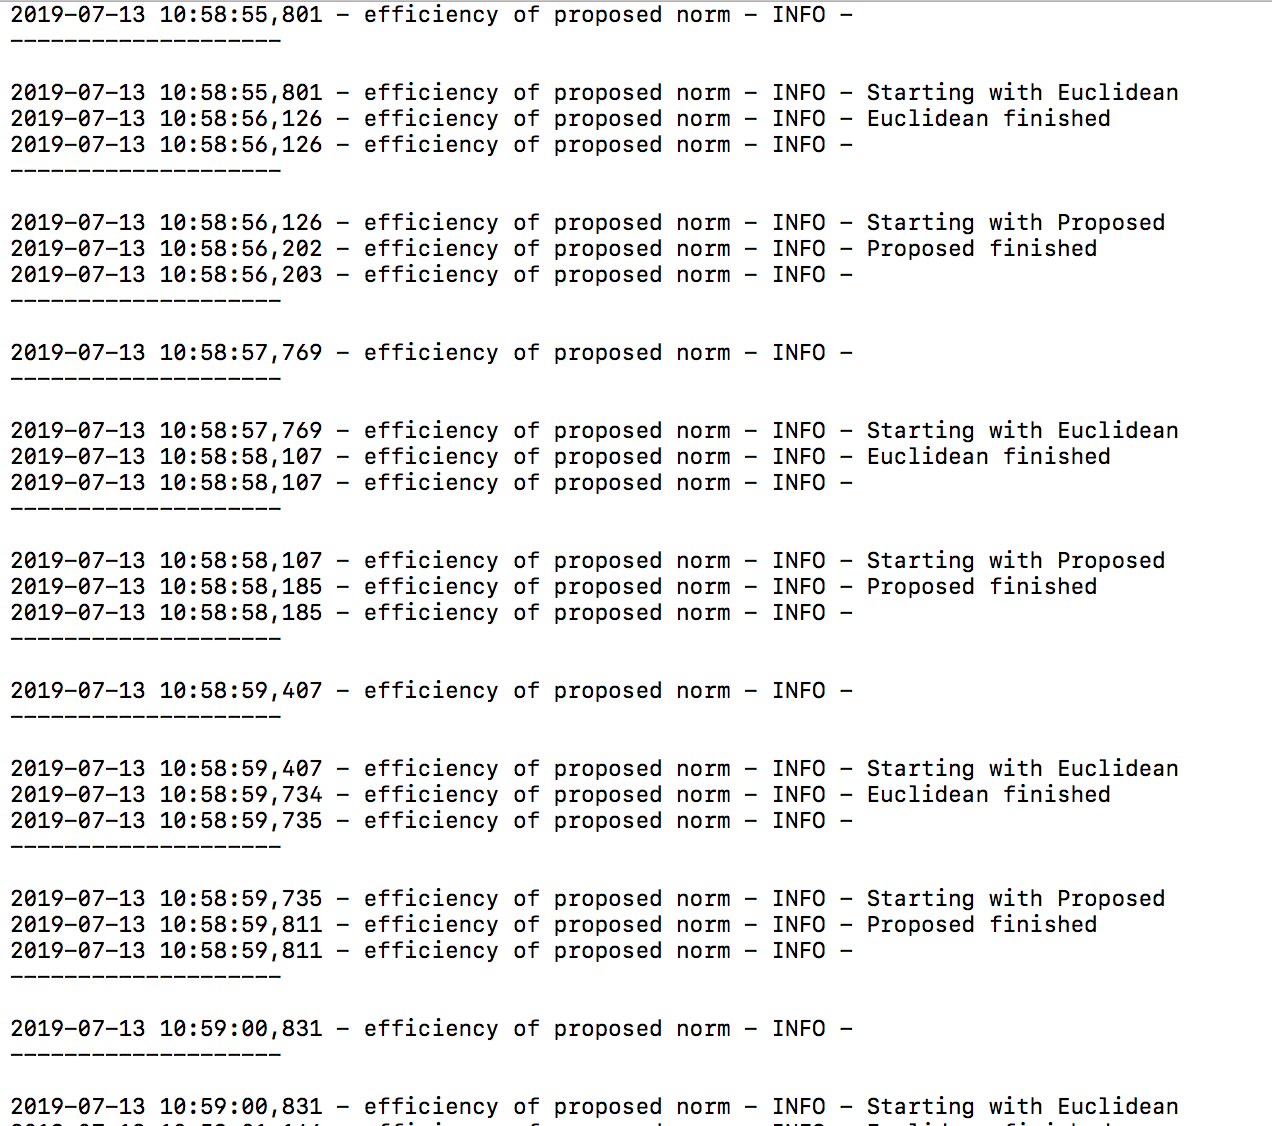 2019-07-13 10:58:55,801 - efficiency of proposed norm - INFO -
--------------------
2019-07-13 10:58:55,801 - efficiency of proposed norm - INFO - Starting with Euclidean
2019-07-13 10:58:56,126 - efficiency of proposed norm - INFO - Euclidean finished
2019-07-13 10:58:56,126 - efficiency of proposed norm - INFO -
--------------------
2019-07-13 10:58:56,126 - efficiency of proposed norm - INFO - Starting with Proposed
2019-07-13 10:58:56,202 - efficiency of proposed norm - INFO - Proposed finished
2019-07-13 10:58:56,203 - efficiency of proposed norm - INFO -
--------------------
2019-07-13 10:58:57,769 - efficiency of proposed norm - INFO -
--------------------
2019-07-13 10:58:57,769 - efficiency of proposed norm - INFO - Starting with Euclidean
2019-07-13 10:58:58,107 - efficiency of proposed norm - INFO - Euclidean finished
2019-07-13 10:58:58,107 - efficiency of proposed norm - INFO -
--------------------
2019-07-13 10:58:58,107 - efficiency of proposed norm - INFO - Starting with Proposed
2019-07-13 10:58:58,185 - efficiency of proposed norm - INFO - Proposed finished
2019-07-13 10:58:58,185 - efficiency of proposed norm - INFO -
--------------------
2019-07-13 10:58:59,407 - efficiency of proposed norm - INFO -
--------------------
2019-07-13 10:58:59,407 - efficiency of proposed norm - INFO - Starting with Euclidean
2019-07-13 10:58:59,734 - efficiency of proposed norm - INFO - Euclidean finished
2019-07-13 10:58:59,735 - efficiency of proposed norm - INFO -
--------------------
2019-07-13 10:58:59,735 - efficiency of proposed norm - INFO - Starting with Proposed
2019-07-13 10:58:59,811 - efficiency of proposed norm - INFO - Proposed finished
2019-07-13 10:58:59,811 - efficiency of proposed norm - INFO -
--------------------
2019-07-13 10:59:00,831 - efficiency of proposed norm - INFO -
--------------------
2019-07-13 10:59:00,831 - efficiency of proposed norm - INFO - Starting with Euclidean